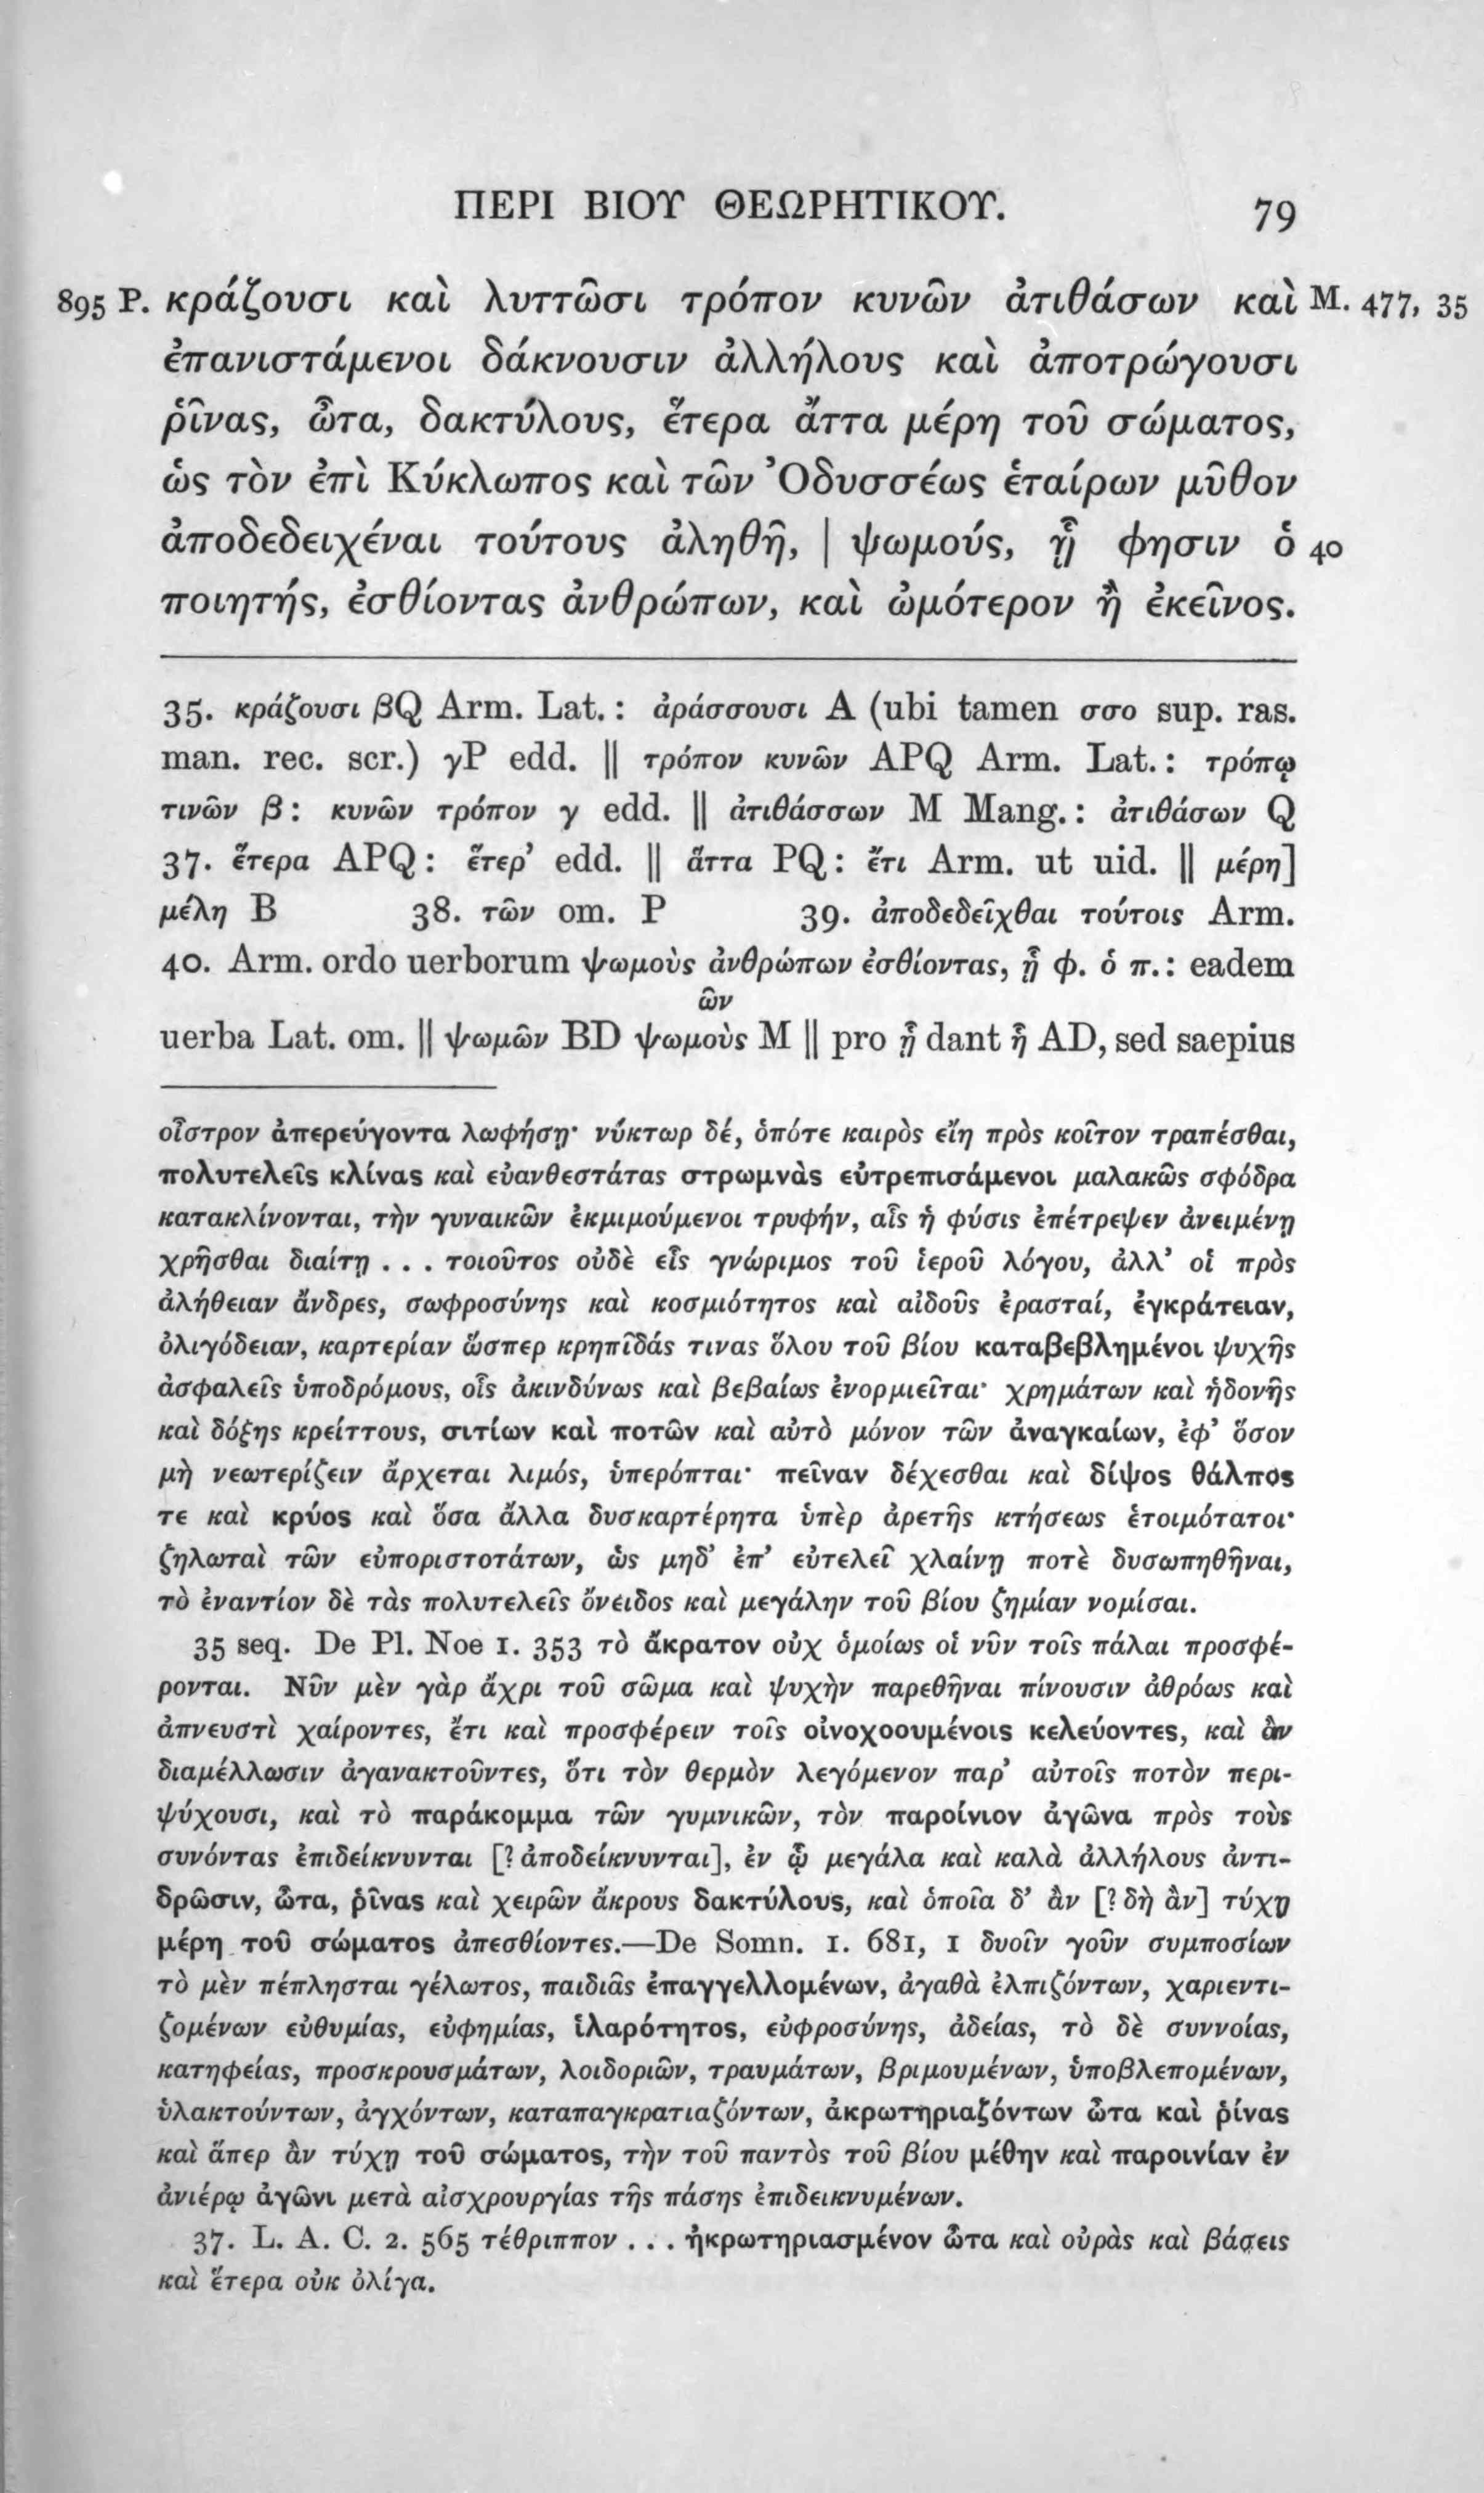 ΠΕΡΙ ΒΙΟΥ ΘΕΩΡΗΤΙΚΟΥ. 79
895 P. κράζουσι καὶ λυττῶσι τρόπον κυνῶν ἀτιθάσων καὶ M. 477, 35
ἐπανιστάμενοι δάκνουσιν ἀλλήλους καὶ ἀποτρώγουσι
ῥῖνας, ὦτα, δακτύλους, ἕτερα ἄττα μέρη τοῦ σώματος,
ὡς τὸν ἐπὶ Κύκλωπος καὶ τῶν Ὀδυσσέως ἑταίρων μῦθον
ἀποδεδειχέναι τούτους ἀληθῆ, | ψωμούς, ᾗ φησιν ὁ 40
ποιητής, ἐσθίοντας ἀνθρώπων, καὶ ὠμότερον ἢ ἐκεῖνος.
35. κράζουσι βQ Arm. Lat.: ἀράσσουσι A (ubi tamen σσο sup. ras.
man. rec. scr.) γP edd. || τρόπον κυνῶν APQ Arm. Lat.: τρόπῳ
τινῶν β: κυνῶν τρόπον γ edd. || ἀτιθάσσων M Mang.: ἀτιθάσων Q
37. ἕτερα APQ: ἕτερ’ edd. || ἅττα PQ: ἔτι Arm. ut uid. || μέρη]
μέλη B 38. τῶν om. P 39. ἀποδεδεῖχθαι τούτοις Arm.
40. Arm. ordo uerborum ψωμοὺς ἀνθρώπων ἐσθίοντας, ᾗ φ. ὁ π.: eadem
ῶν
uerba Lat. om. || ψωμῶν BD ψωμοὺς M || pro ᾗ dant ἦ AD, sed saepius
οἶστρον ἀπερεύγοντα λωφήσῃ· νύκτωρ δέ, ὁπότε καιρὸς εἴη πρὸς κοῖτον τραπέσθαι,
πολυτελεῖς κλίνας καὶ εὐανθεστάτας στρωμνὰς εὐτρεπισάμενοι μαλακῶς σφόδρα
κατακλίνονται, τὴν γυναικῶν ἐκμιμούμενοι τρυφήν, αἷς ἡ φύσις ἐπέτρεψεν ἀνειμένῃ
χρῆσθαι διαίτῃ . . . τοιοῦτος οὐδὲ εἷς γνώριμος τοῦ ἱεροῦ λόγου, ἀλλ’ οἱ πρὸς
ἀλήθειαν ἄνδρες, σωφροσύνης καὶ κοσμιότητος καὶ αἰδοῦς ἐρασταί, ἐγκράτειαν,
ὀλιγόδειαν, καρτερίαν ὥσπερ κρηπῖδάς τινας ὅλου τοῦ βίου καταβεβλημένοι ψυχῆς
ἀσφαλεῖς ὑποδρόμους, οἷς ἀκινδύνως καὶ βεβαίως ἐνορμιεῖται· χρημάτων καὶ ἡδονῆς
καὶ δόξης κρείττους, σιτίων καὶ ποτῶν καὶ αὐτὸ μόνον τῶν ἀναγκαίων, ἐφ’ ὅσον
μὴ νεωτερίζειν ἄρχεται λιμός, ὑπερόπται· πεῖναν δέχεσθαι καὶ δίψος θάλπος
τε καὶ κρύος καὶ ὅσα ἄλλα δυσκαρτέρητα ὑπὲρ ἀρετῆς κτήσεως ἑτοιμότατοι·
ζηλωταὶ τῶν εὐποριστοτάτων, ὡς μηδ’ ἐπ’ εὐτελεῖ χλαίνῃ ποτὲ δυσωπηθῆναι,
τὸ ἐναντίον δὲ τὰς πολυτελεῖς ὄνειδος καὶ μεγάλην τοῦ βίου ζημίαν νομίσαι.
35 seq. De Pl. Noe 1. 353 τὸ ἄκρατον οὐχ ὁμοίως οἱ νῦν τοῖς πάλαι προσφέ-
ρονται. Νῦν μὲν γὰρ ἄχρι τοῦ σῶμα καὶ ψυχὴν παρεθῆναι πίνουσιν ἀθρόως καὶ
ἀπνευστὶ χαίροντες, ἔτι καὶ προσφέρειν τοῖς οἰνοχοουμένοις κελεύοντες, καὶ ἂν
διαμέλλωσιν ἀγανακτοῦντες, ὅτι τὸν θερμὸν λεγόμενον παρ’ αὐτοῖς ποτὸν περι-
ψύχουσι, καὶ τὸ παράκομμα τῶν γυμνικῶν, τὸν παροίνιον ἀγῶνα πρὸς τοὺς
συνόντας ἐπιδείκνυνται [? ἀποδείκνυνται], ἐν ᾧ μεγάλα καὶ καλὰ ἀλλήλους ἀντι-
δρῶσιν, ὦτα, ῥῖνας καὶ χειρῶν ἄκρους δακτύλους, καὶ ὁποῖα δ’ ἂν [? δὴ ἂν] τύχῃ
μέρη τοῦ σώματος ἀπεσθίοντες.—De Somn. 1. 681, 1 δυοῖν γοῦν συμποσίων
τὸ μὲν πέπλησται γέλωτος, παιδιᾶς ἐπαγγελλομένων, ἀγαθὰ ἐλπιζόντων, χαριεντι-
ζομένων εὐθυμίας, εὐφημίας, ἱλαρότητος, εὐφροσύνης, ἀδείας, τὸ δὲ συννοίας,
κατηφείας, προσκρουσμάτων, λοιδοριῶν, τραυμάτων, βριμουμένων, ὑποβλεπομένων,
ὑλακτούντων, ἀγχόντων, καταπαγκρατιαζόντων, ἀκρωτηριαζόντων ὦτα καὶ ῥίνας
καὶ ἅπερ ἂν τύχῃ τοῦ σώματος, τὴν τοῦ παντὸς τοῦ βίου μέθην καὶ παροινίαν ἐν
ἀνιέρῳ ἀγῶνι μετὰ αἰσχρουργίας τῆς πάσης ἐπιδεικνυμένων.
37. L. A. C. 2. 565 τέθριππον . . . ἠκρωτηριασμένον ὦτα καὶ οὐρὰς καὶ βάσεις
καὶ ἕτερα οὐκ ὀλίγα.